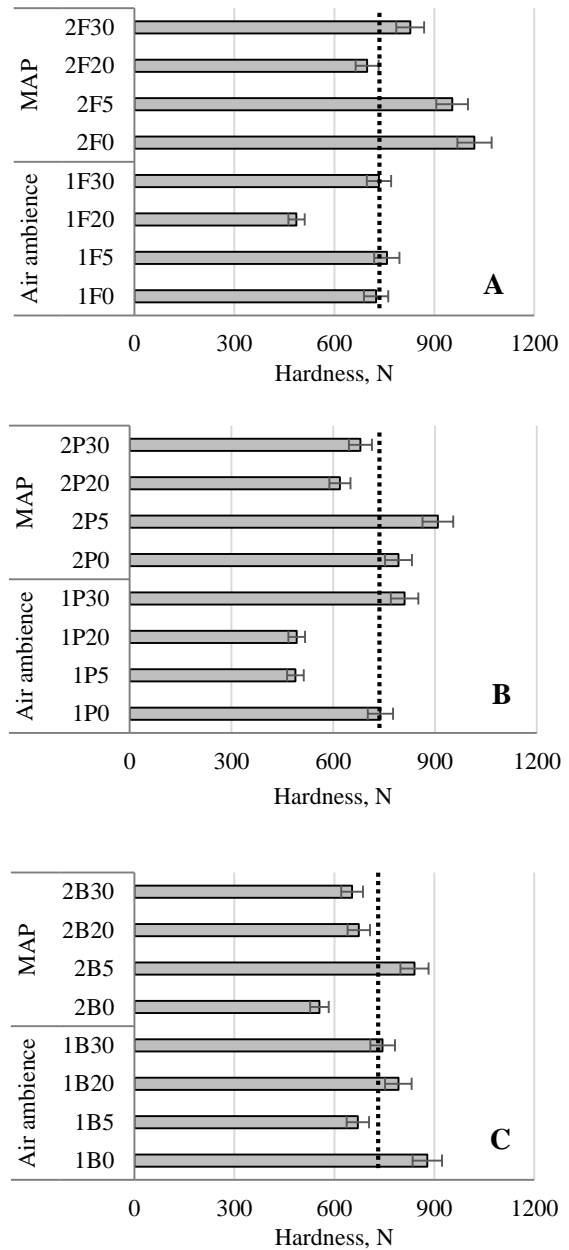 MAP
2F30
2F20
2F5
2F0
Air ambience
1F30
1F20
1F5
1F0
A
0 300 600 900 1200
Hardness, N
MAP
2P30
2P20
2P5
2P0
Air ambience
1P30
1P20
1P5
1P0
B
0 300 600 900 1200
Hardness, N
MAP
2B30
2B20
2B5
2B0
Air ambience
1B30
1B20
1B5
1B0
C
0 300 600 900 1200
Hardness, N